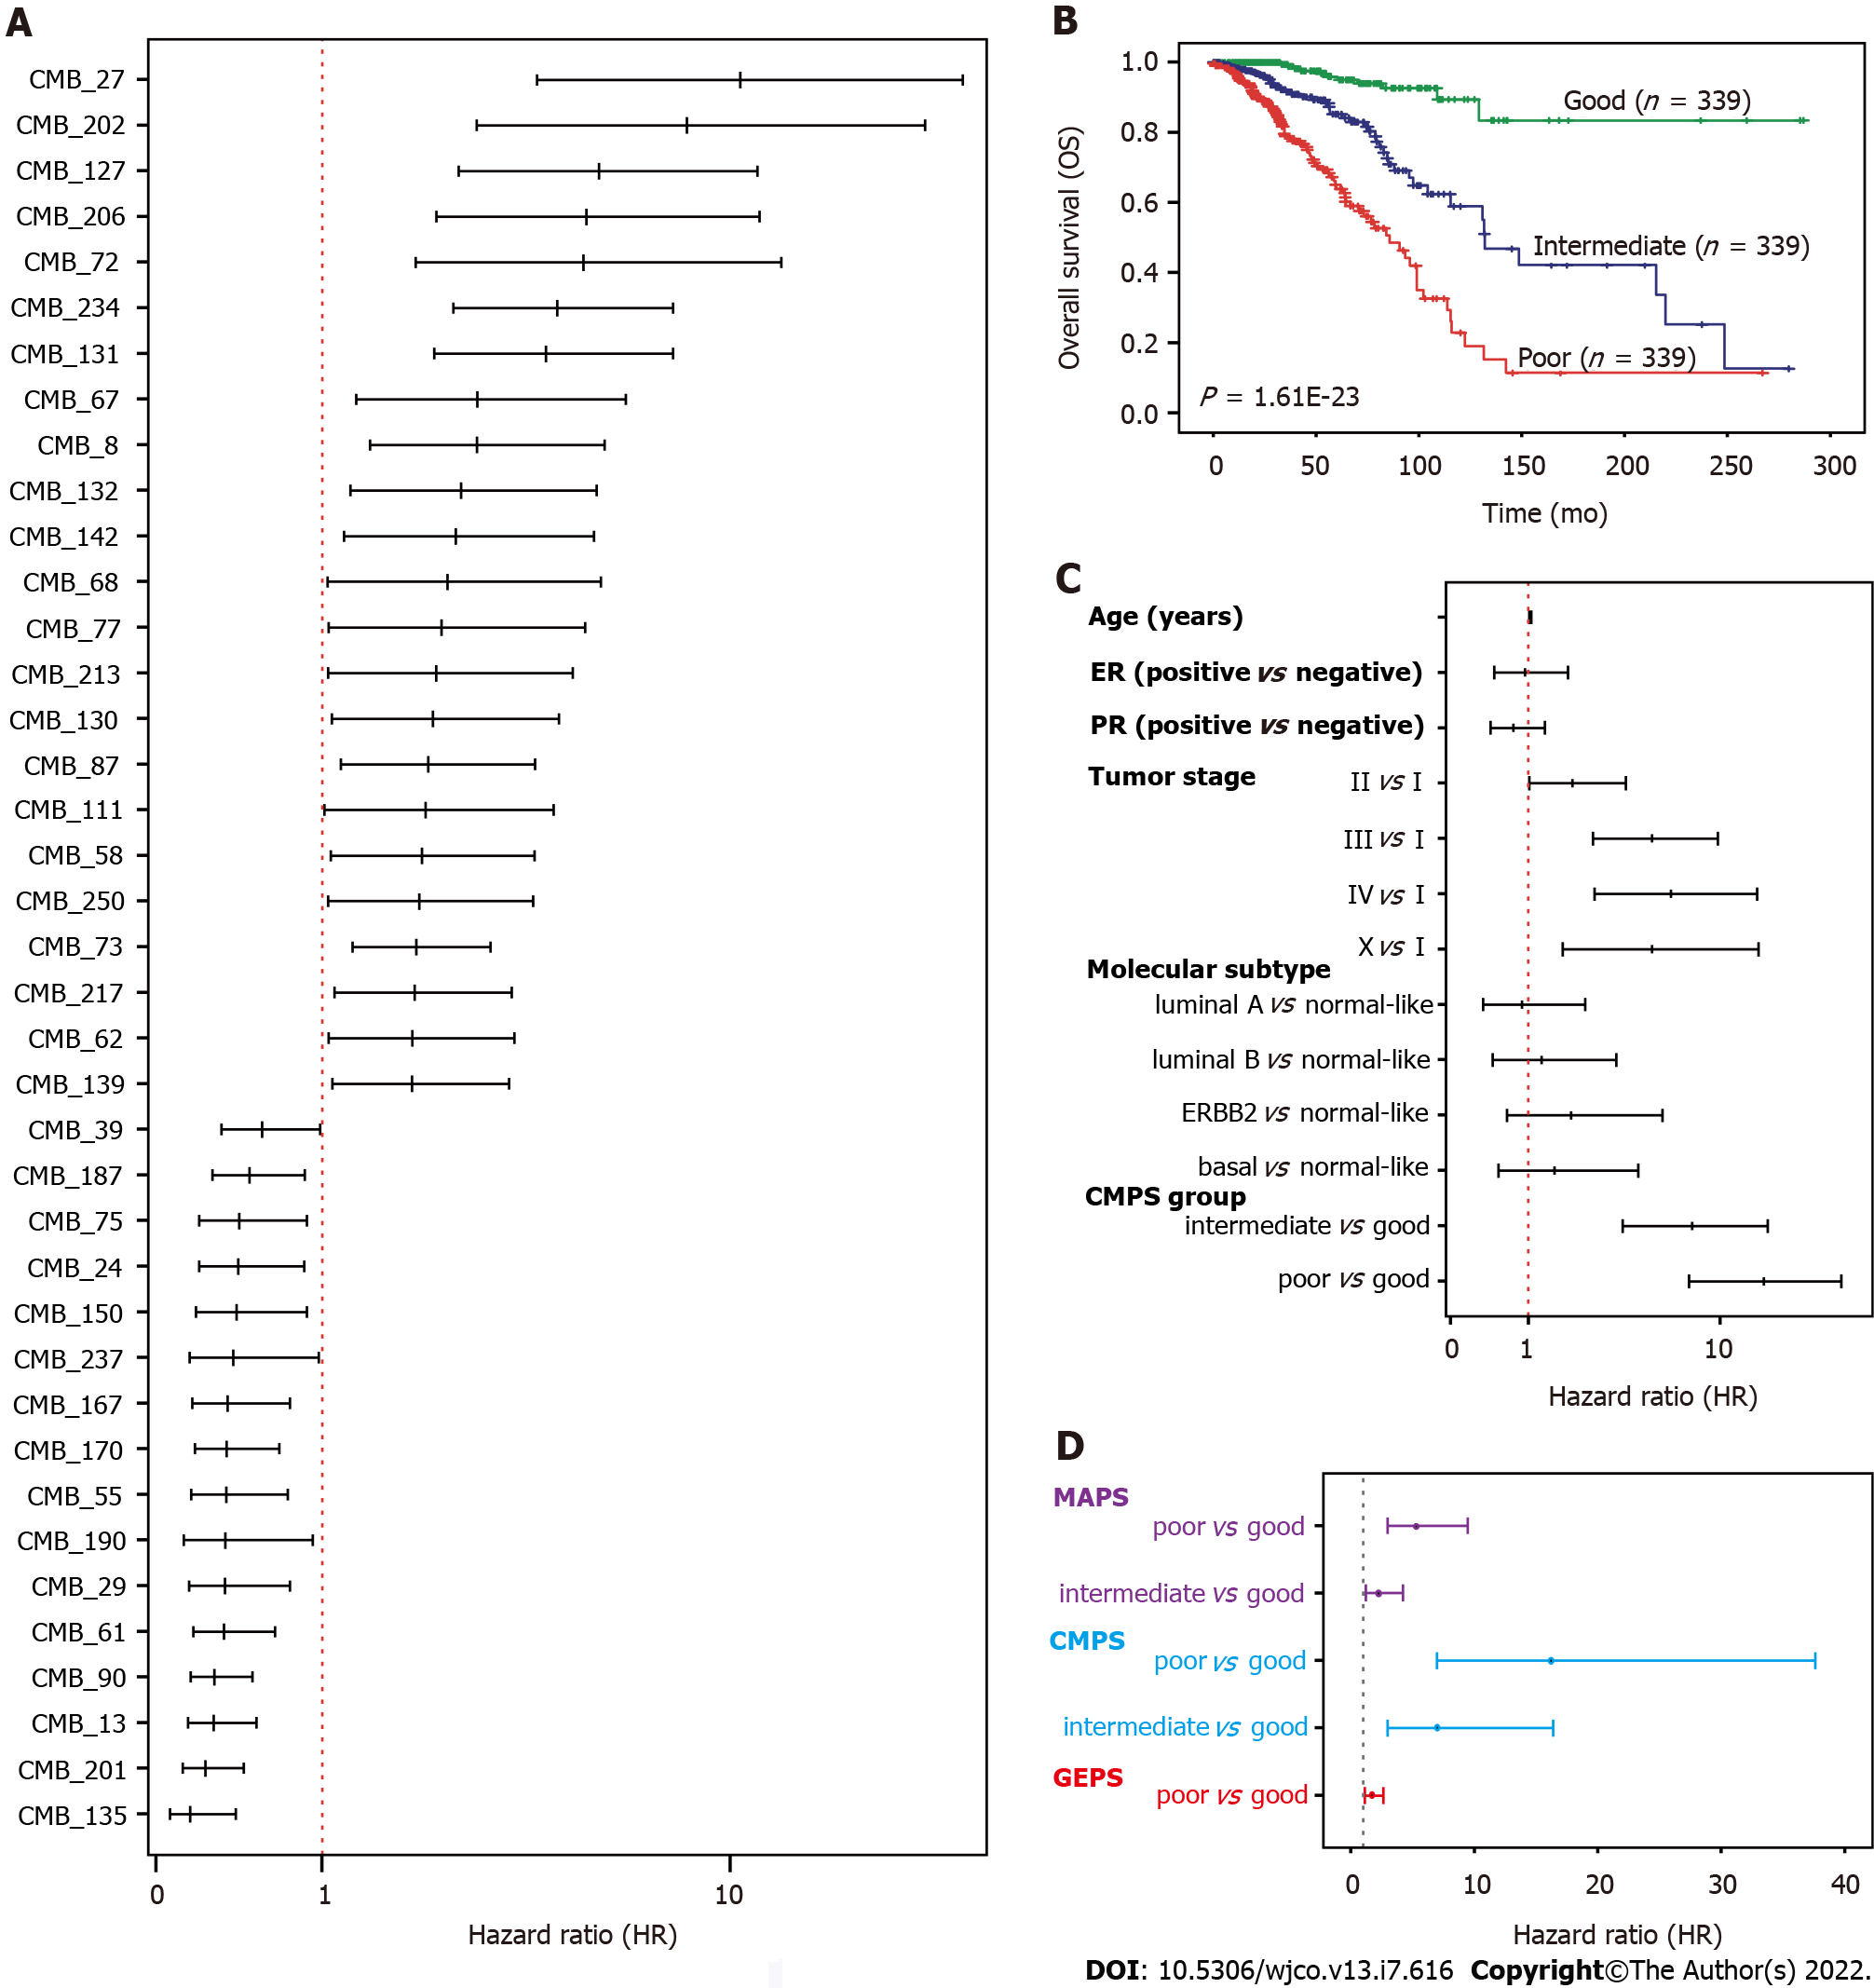 A
CMB_27
CMB_202
CMB_127
CMB_206
CMB_72
CMB_234
CMB_131
CMB_67
CMB_8
CMB_132
CMB_142
CMB_68
CMB_77
CMB_213
CMB_130
CMB_87
CMB_111
CMB_58
CMB_250
CMB_73
CMB_217
CMB_62
CMB_139
CMB_39
CMB_187
CMB_75
CMB_24
CMB_150
CMB_237
CMB_167
CMB_170
CMB_55
CMB_190
CMB_29
CMB_61
CMB_90
CMB_13
CMB_201
CMB_135
0 1 10
Hazard ratio (HR)
B
Overall survival (OS)
1.0
0.8
0.6
0.4
0.2
0.0
Good (n = 339)
Intermediate (n = 339)
Poor (n = 339)
P = 1.61E-23
0 50 100 150 200 250 300
Time (mo)
C
Age (years)
ER (positive vs negative)
PR (positive vs negative)
Tumor stage II vs I
III vs I
IV vs I
X vs I
Molecular subtype
luminal A vs normal-like
luminal B vs normal-like
ERBB2 vs normal-like
basal vs normal-like
CMPS group
intermediate vs good
poor vs good
0 1 10
Hazard ratio (HR)
D
MAPS
poor vs good
intermediate vs good
CMPS
poor vs good
intermediate vs good
GEPS
poor vs good
0 10 20 30 40
Hazard ratio (HR)
DOI: 10.5306/wjco.v13.i7.616 Copyright©The Author(s) 2022.